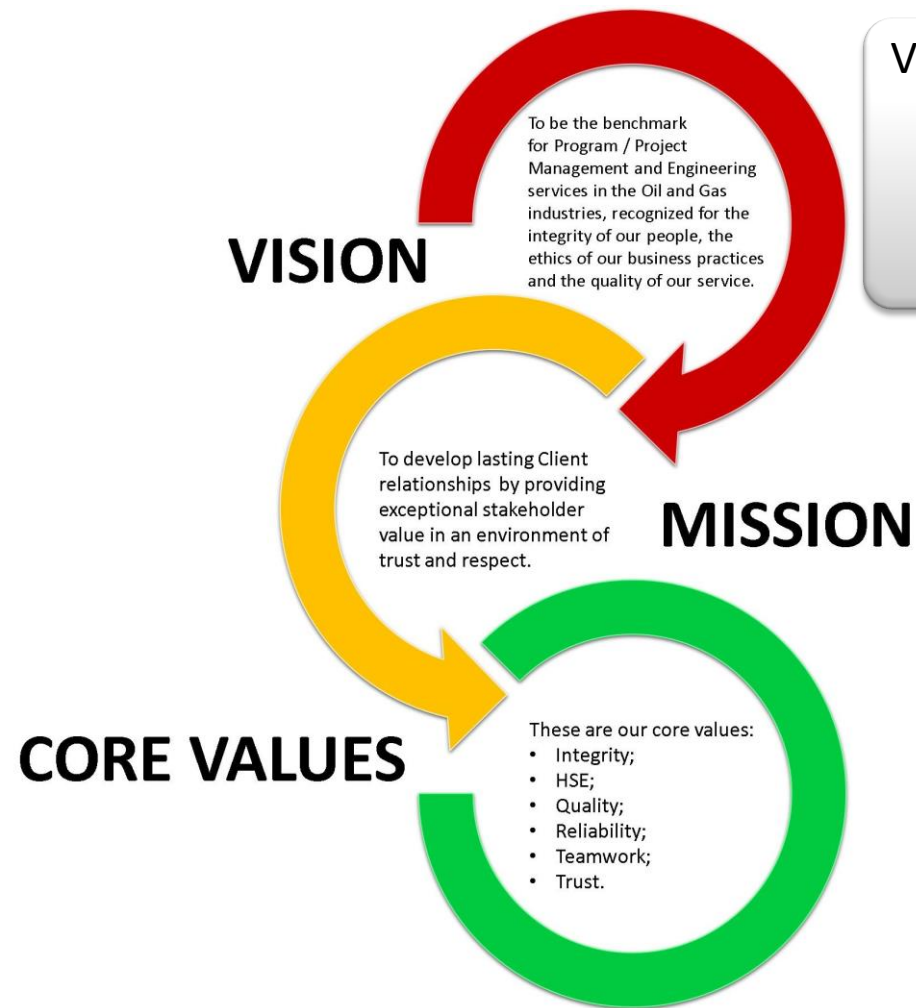 To be the benchmark
for Program / Project
Management and Engineering
services in the Oil and Gas
industries, recognized for the
integrity of our people, the
ethics of our business practices
and the quality of our service.
VISION
To develop lasting Client
relationships by providing
exceptional stakeholder
value in an environment of
trust and respect.
MISSION
CORE VALUES
These are our core values:
• Integrity;
• HSE;
• Quality;
• Reliability;
• Teamwork;
• Trust.